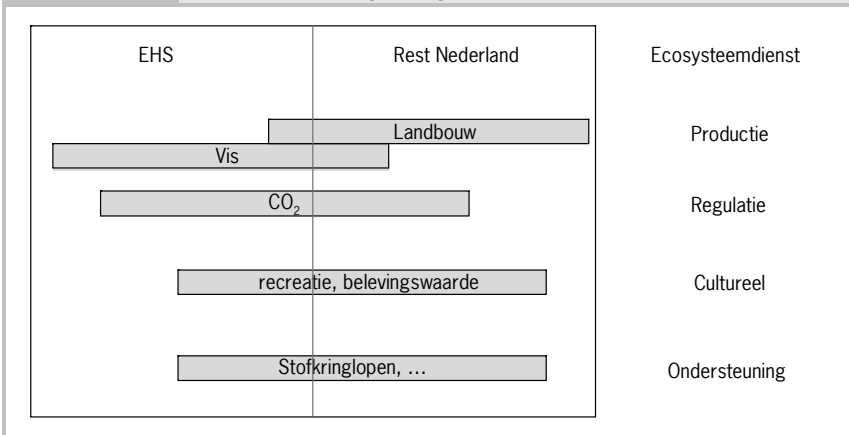 EHS Rest Nederland Ecosysteemdienst
Landbouw Productie
Vis
CO₂ Regulatie
recreatie, belevingswaarde Cultureel
Stofkringlopen, … Ondersteuning